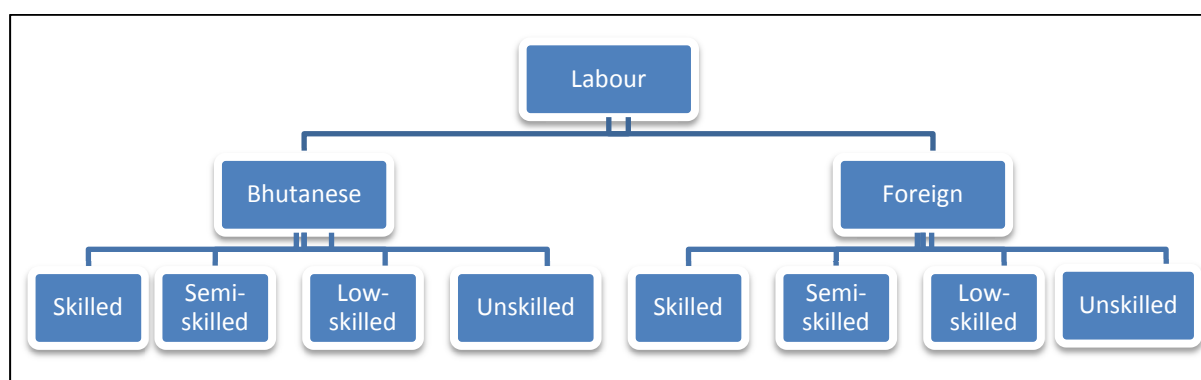 Labour
Bhutanese
Foreign
Skilled
Semi-
skilled
Low-
skilled
Unskilled
Skilled
Semi-
skilled
Low-
skilled
Unskilled